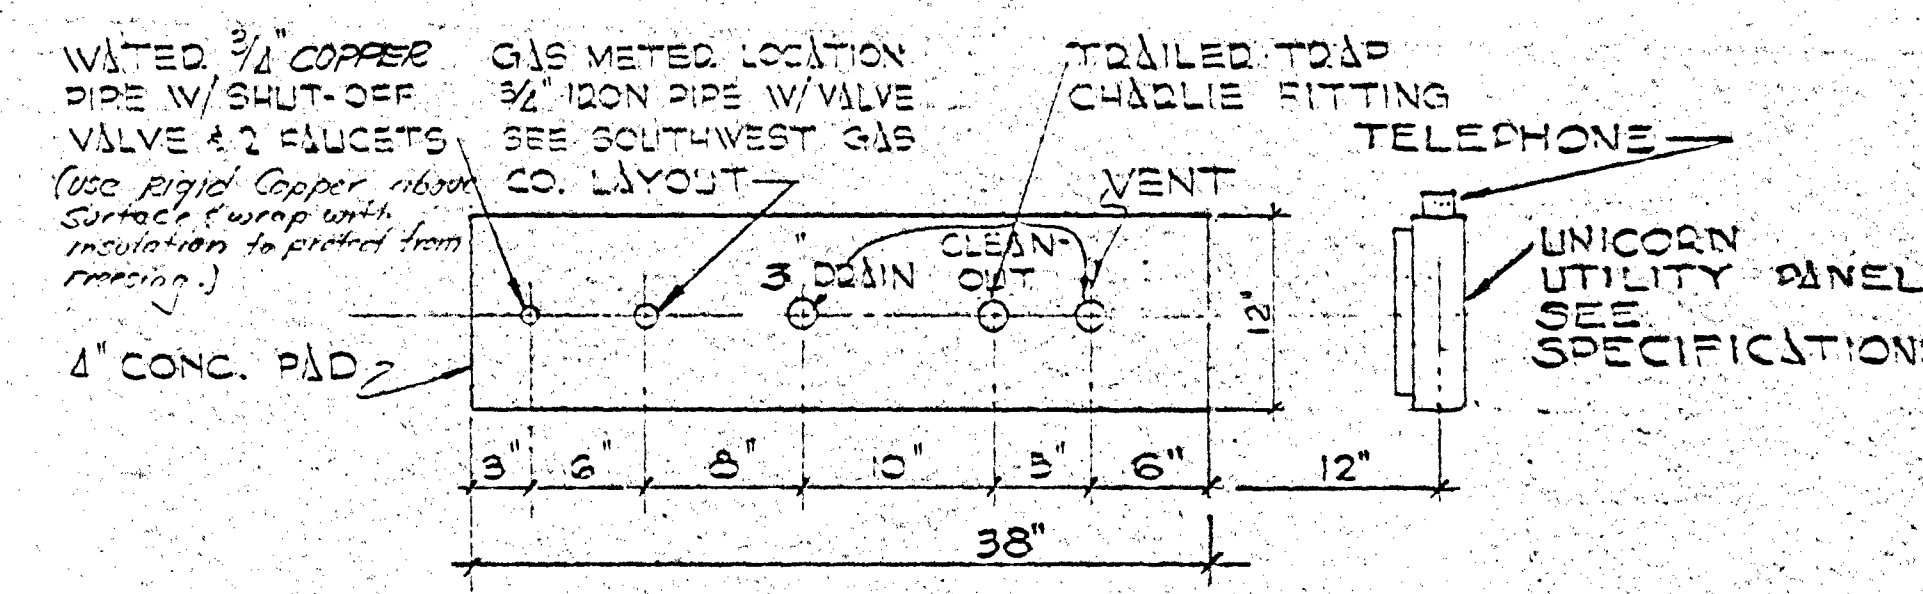 WATER 3/4" COPPER
PIPE W/ SHUT-OFF
VALVE & 2 FAUCETS
(Use Rigid Copper above
Surface & wrap with
insulation to protect from
freezing.)
GAS METER LOCATION
3/4" IRON PIPE W/ VALVE
SEE SOUTHWEST GAS
CO. LAYOUT
TRAILER TRAP
CHARLIE FITTING
TELEPHONE
VENT
3" DRAIN
CLEAN-
OUT
UNICORN
UTILITY PANEL
SEE
SPECIFICATION
12"
4" CONC. PAD
3" 6" 8" 10" 5" 6" 12"
38"